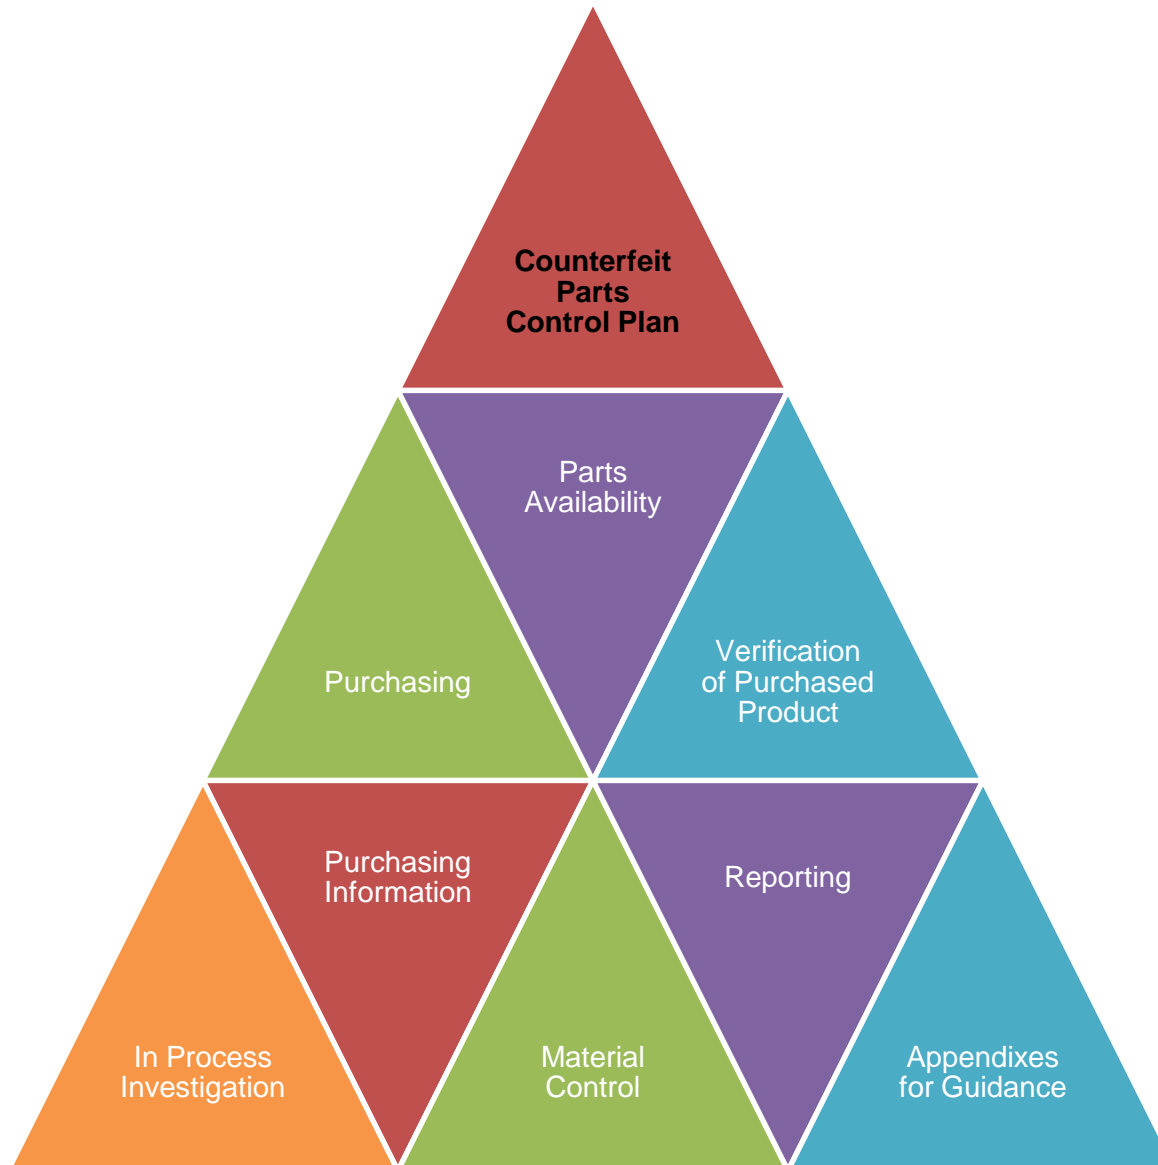 Counterfeit
Parts
Control Plan
Parts
Availability
Purchasing
Verification
of Purchased
Product
Purchasing
Information
Reporting
In Process
Investigation
Material
Control
Appendixes
for Guidance